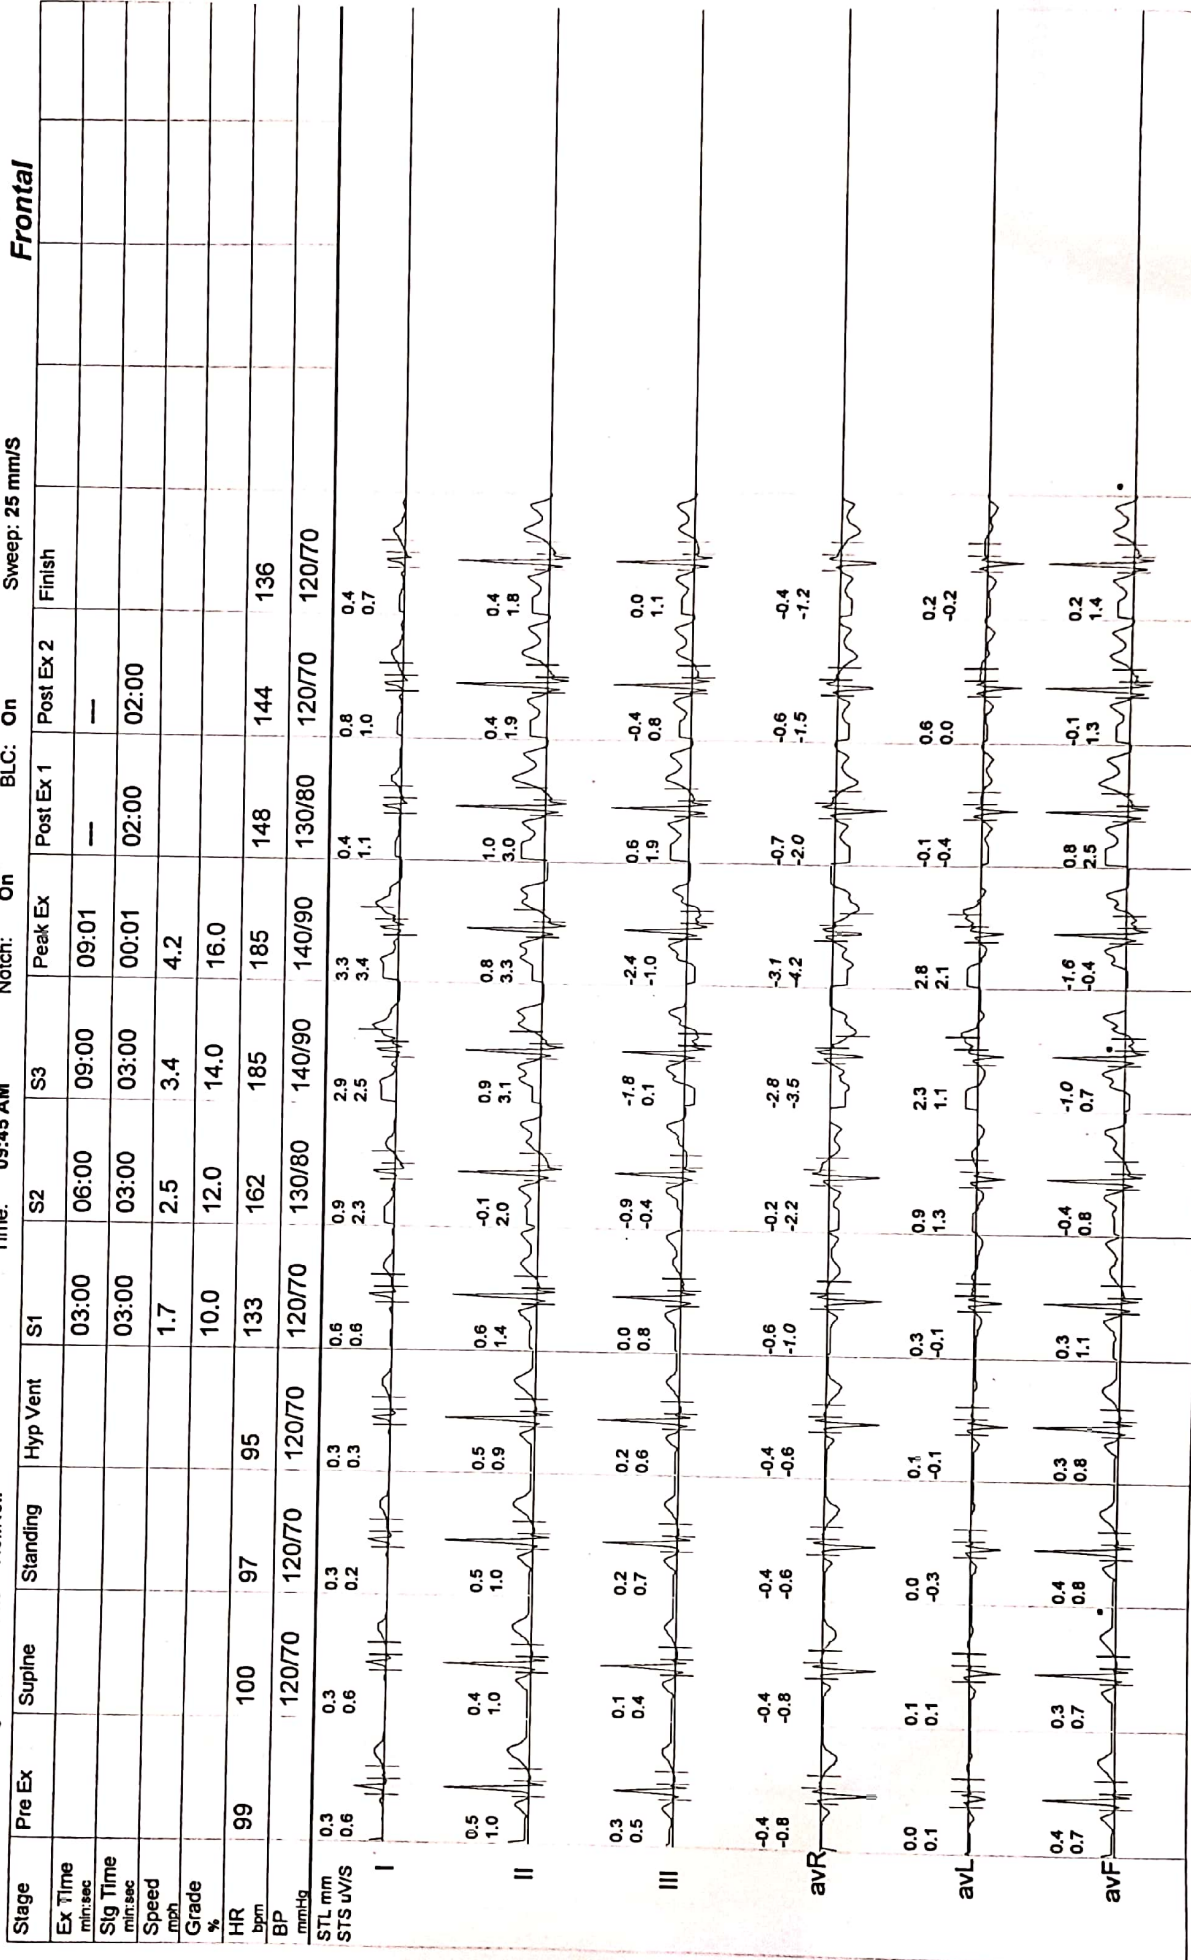 Time: 09:45 AM Notch: On BLC: On Sweep: 25 mm/S
Frontal
Stage Pre Ex Supine Standing Hyp Vent S1 S2 S3 Peak Ex Post Ex 1 Post Ex 2 Finish
Ex Time min:sec 03:00 06:00 09:00 09:01 --- ---
Stg Time min:sec 03:00 03:00 03:00 00:01 02:00 02:00
Speed mph 1.7 2.5 3.4 4.2
Grade % 10.0 12.0 14.0 16.0
HR bpm 99 100 97 95 133 162 185 185 148 144 136
BP mmHg 120/70 120/70 120/70 120/70 130/80 140/90 140/90 130/80 120/70 120/70
STL mm 0.3 0.3 0.3 0.3 0.6 0.9 2.9 3.3 0.4 0.8 0.4
STS uV/S 0.6 0.6 0.2 0.3 0.6 2.3 2.5 3.4 1.1 1.0 0.7
I
0.5 0.4 0.5 0.5 0.6 -0.1 0.9 0.8 1.0 0.4 0.4
1.0 1.0 1.0 0.9 1.4 2.0 3.1 3.3 3.0 1.9 1.8
II
0.3 0.1 0.2 0.2 0.0 -0.9 -1.8 -2.4 0.6 -0.4 0.0
0.5 0.4 0.7 0.6 0.8 -0.4 0.1 -1.0 1.9 0.8 1.1
III
-0.4 -0.4 -0.4 -0.4 -0.6 -0.2 -2.8 -3.1 -0.7 -0.6 -0.4
-0.8 -0.8 -0.6 -0.6 -1.0 -2.2 -3.5 -4.2 -2.0 -1.5 -1.2
avR
0.0 0.1 0.0 0.1 0.3 0.9 2.3 2.8 -0.1 0.6 0.2
0.1 0.1 -0.3 -0.1 -0.1 1.3 1.1 2.1 -0.4 0.0 -0.2
avL
0.4 0.3 0.4 0.3 0.3 -0.4 -1.0 -1.6 0.8 -0.1 0.2
0.7 0.7 0.8 0.8 1.1 0.8 0.7 -0.4 2.5 1.3 1.4
avF